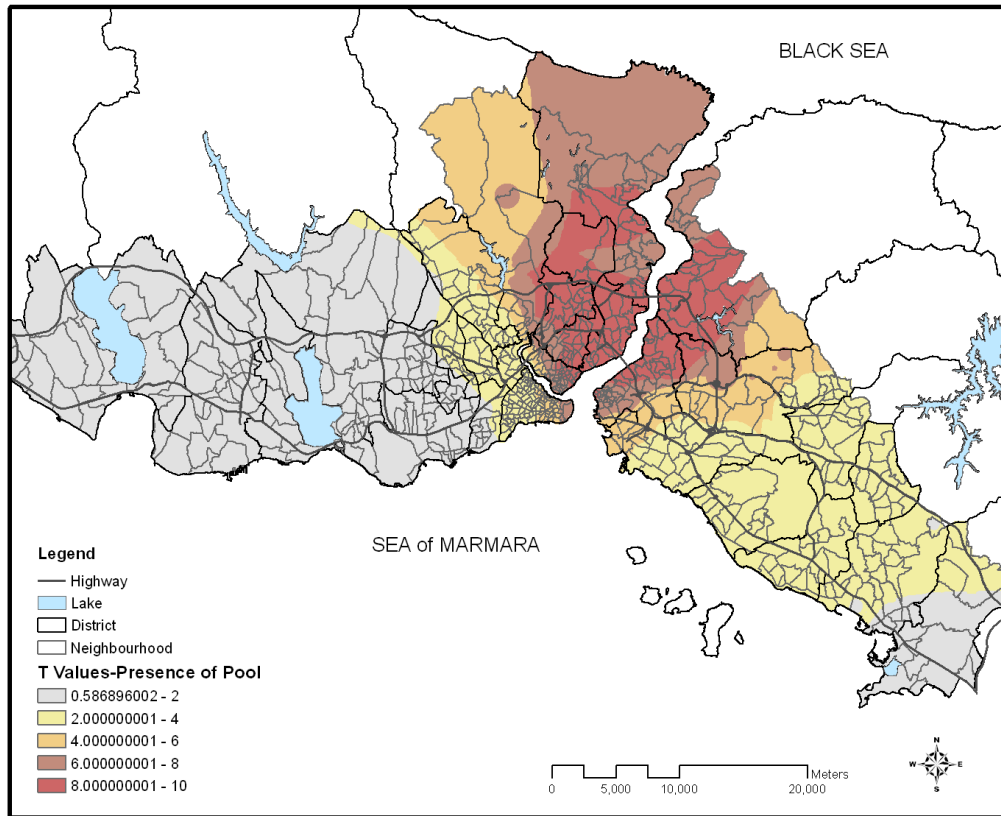 BLACK SEA
SEA of MARMARA
Legend
Highway
Lake
District
Neighbourhood
T Values-Presence of Pool
0.586896002 - 2
2.000000001 - 4
4.000000001 - 6
6.000000001 - 8
8.000000001 - 10
N
W E
S
Meters
0 5,000 10,000 20,000